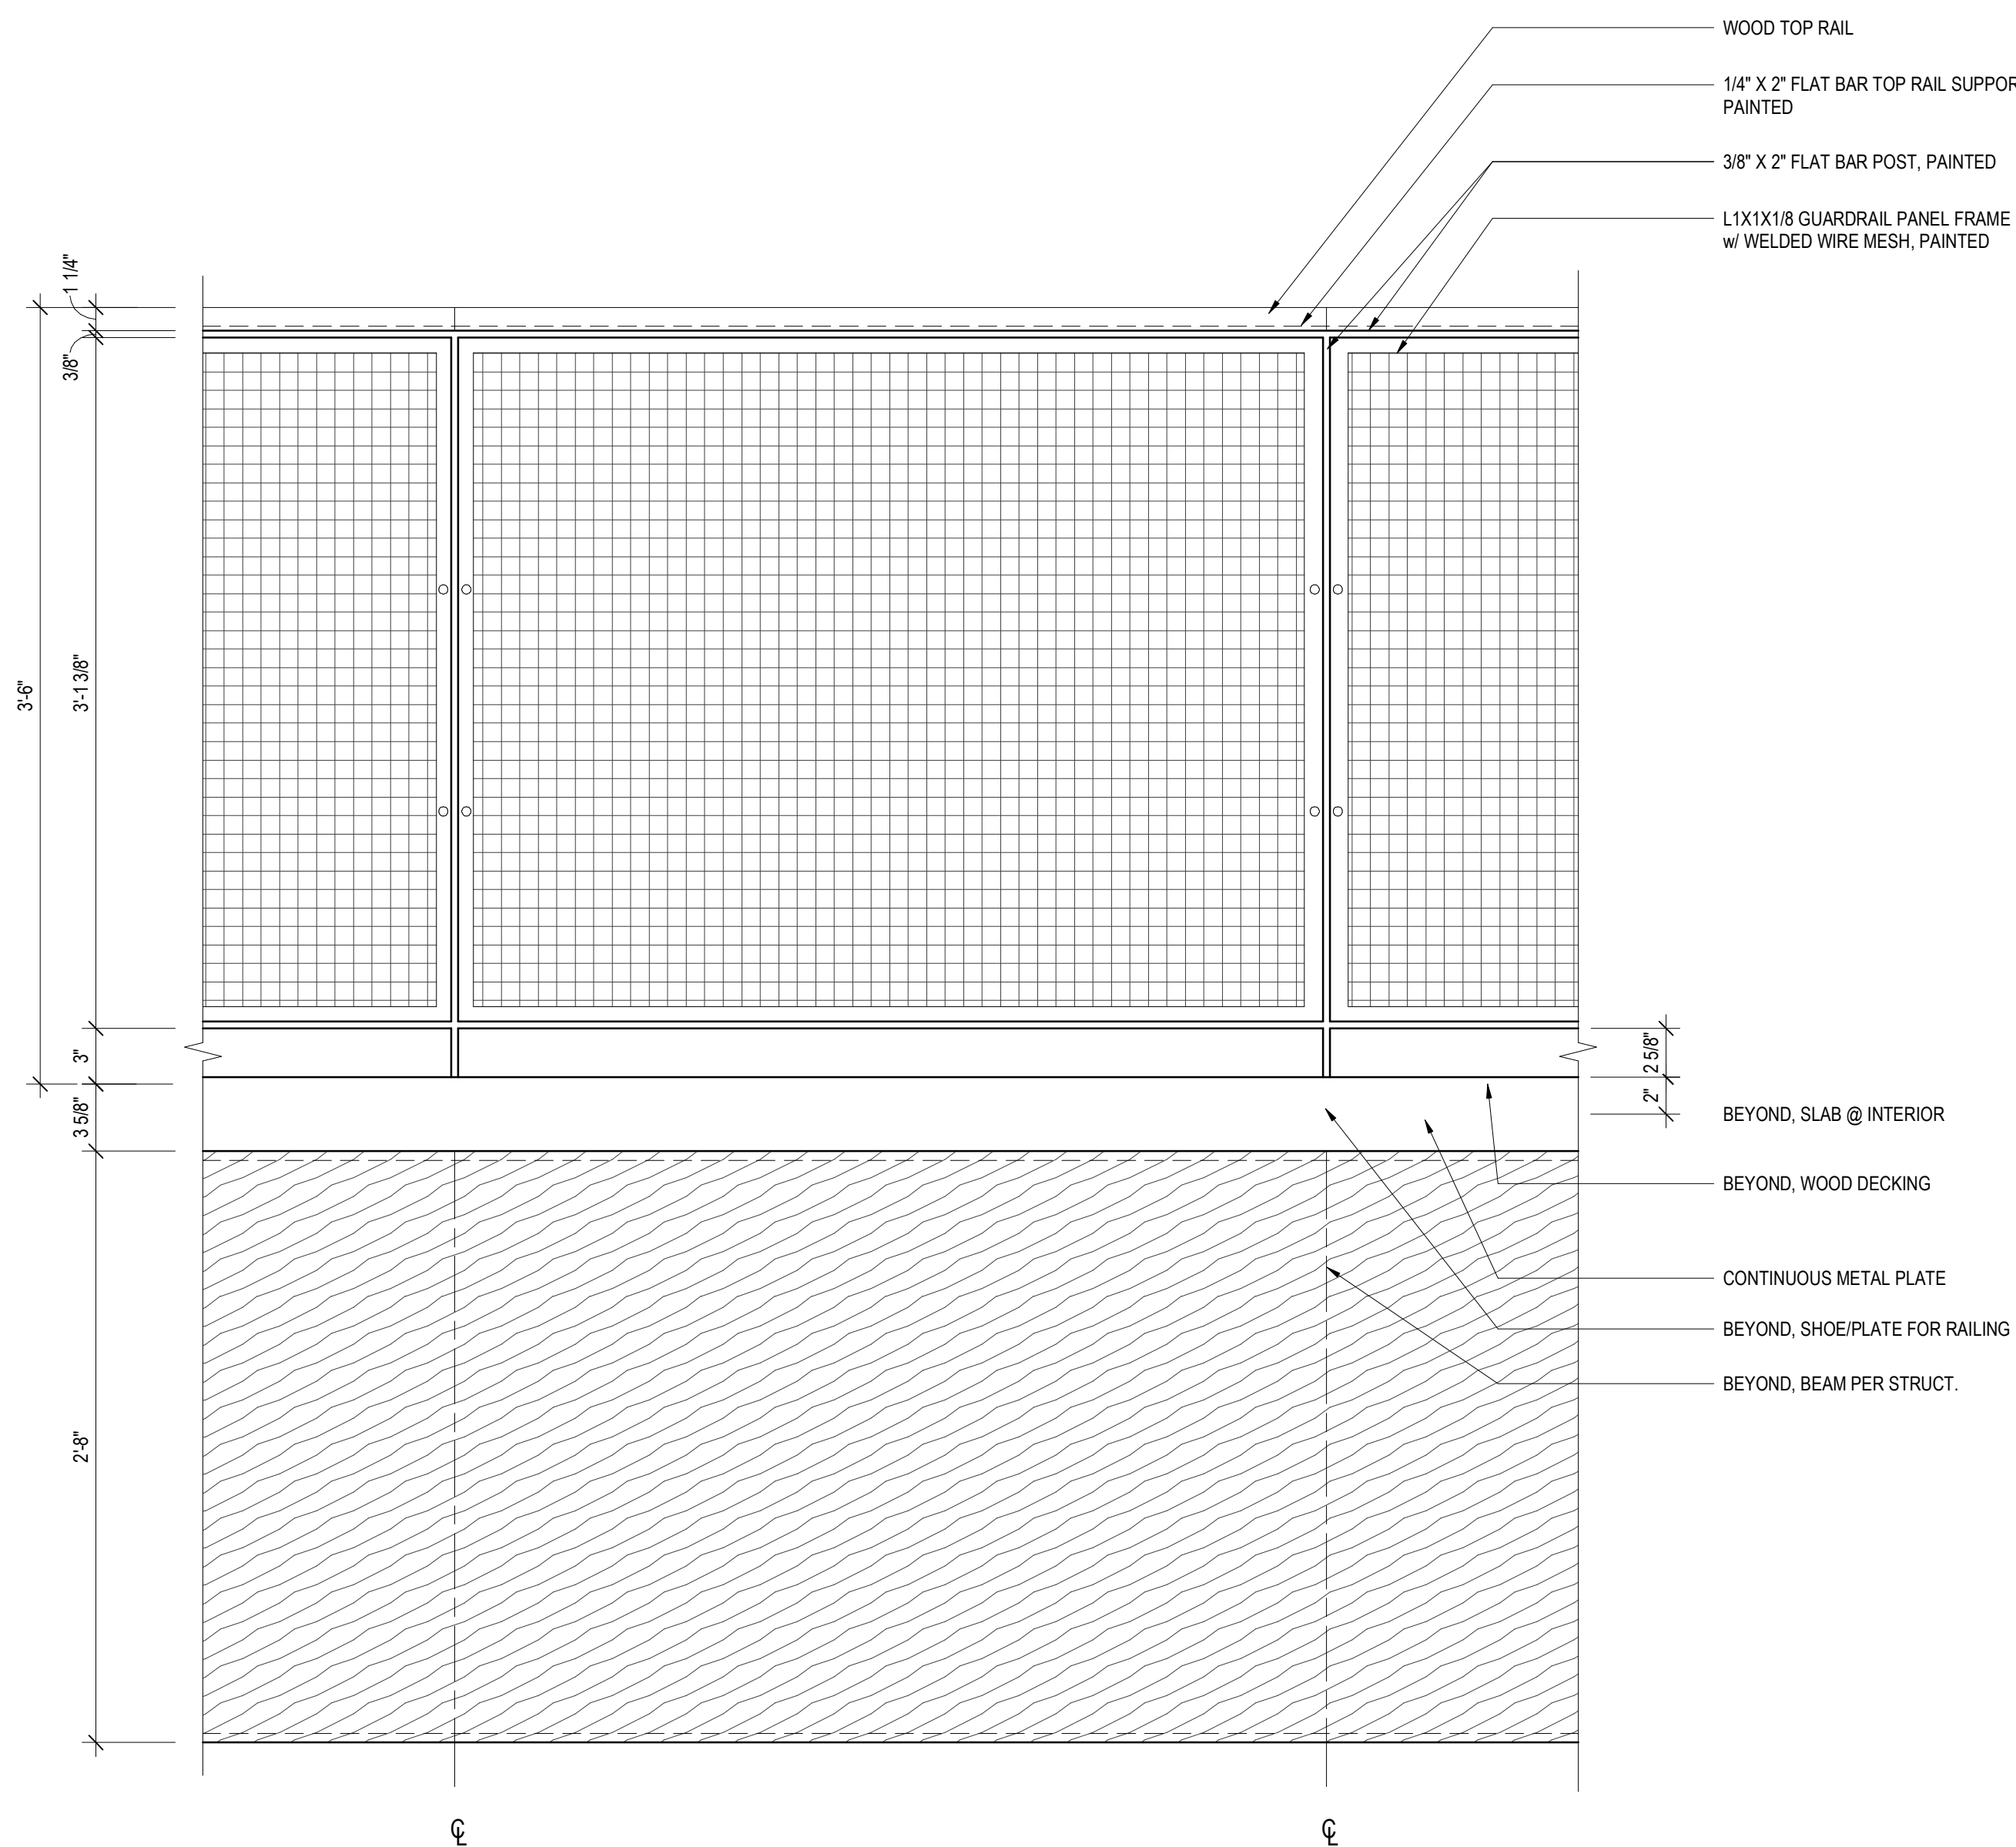 WOOD TOP RAIL
1/4" X 2" FLAT BAR TOP RAIL SUPPOR
PAINTED
3/8" X 2" FLAT BAR POST, PAINTED
L1X1X1/8 GUARDRAIL PANEL FRAME
w/ WELDED WIRE MESH, PAINTED
1 1/4"
3/8"
3'-6"
3'-1 3/8"
3"
3 5/8"
2'-8"
2 5/8"
2"
BEYOND, SLAB @ INTERIOR
BEYOND, WOOD DECKING
CONTINUOUS METAL PLATE
BEYOND, SHOE/PLATE FOR RAILING
BEYOND, BEAM PER STRUCT.
℄
℄